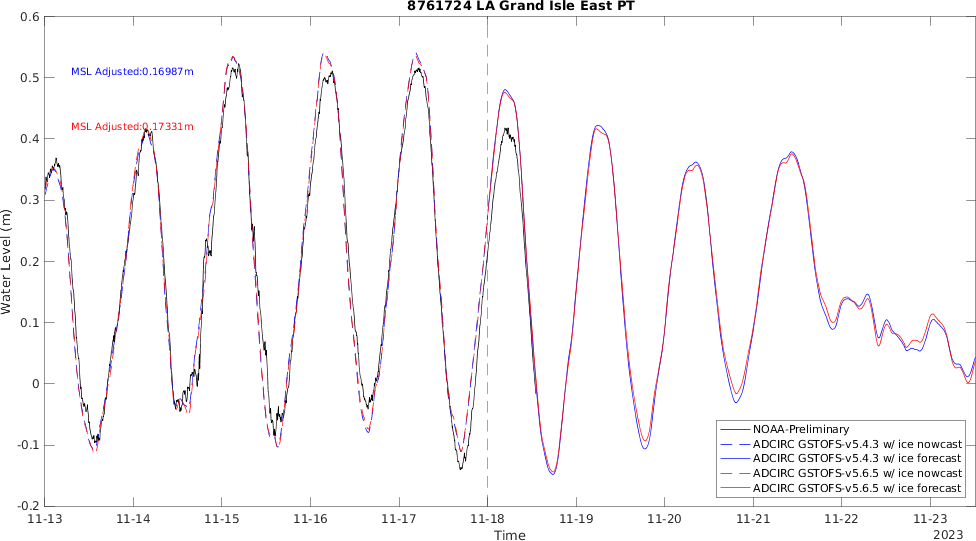 8761724 LA Grand Isle East PT
0.6
0.5
0.4
0.3
0.2
0.1
0
-0.1
-0.2
Water Level (m)
MSL Adjusted:0.16987m
MSL Adjusted:0.17331m
NOAA-Preliminary
ADCIRC GSTOFS-v5.4.3 w/ ice nowcast
ADCIRC GSTOFS-v5.4.3 w/ ice forecast
ADCIRC GSTOFS-v5.6.5 w/ ice nowcast
ADCIRC GSTOFS-v5.6.5 w/ ice forecast
11-13 11-14 11-15 11-16 11-17 11-18 11-19 11-20 11-21 11-22 11-23
Time
2023